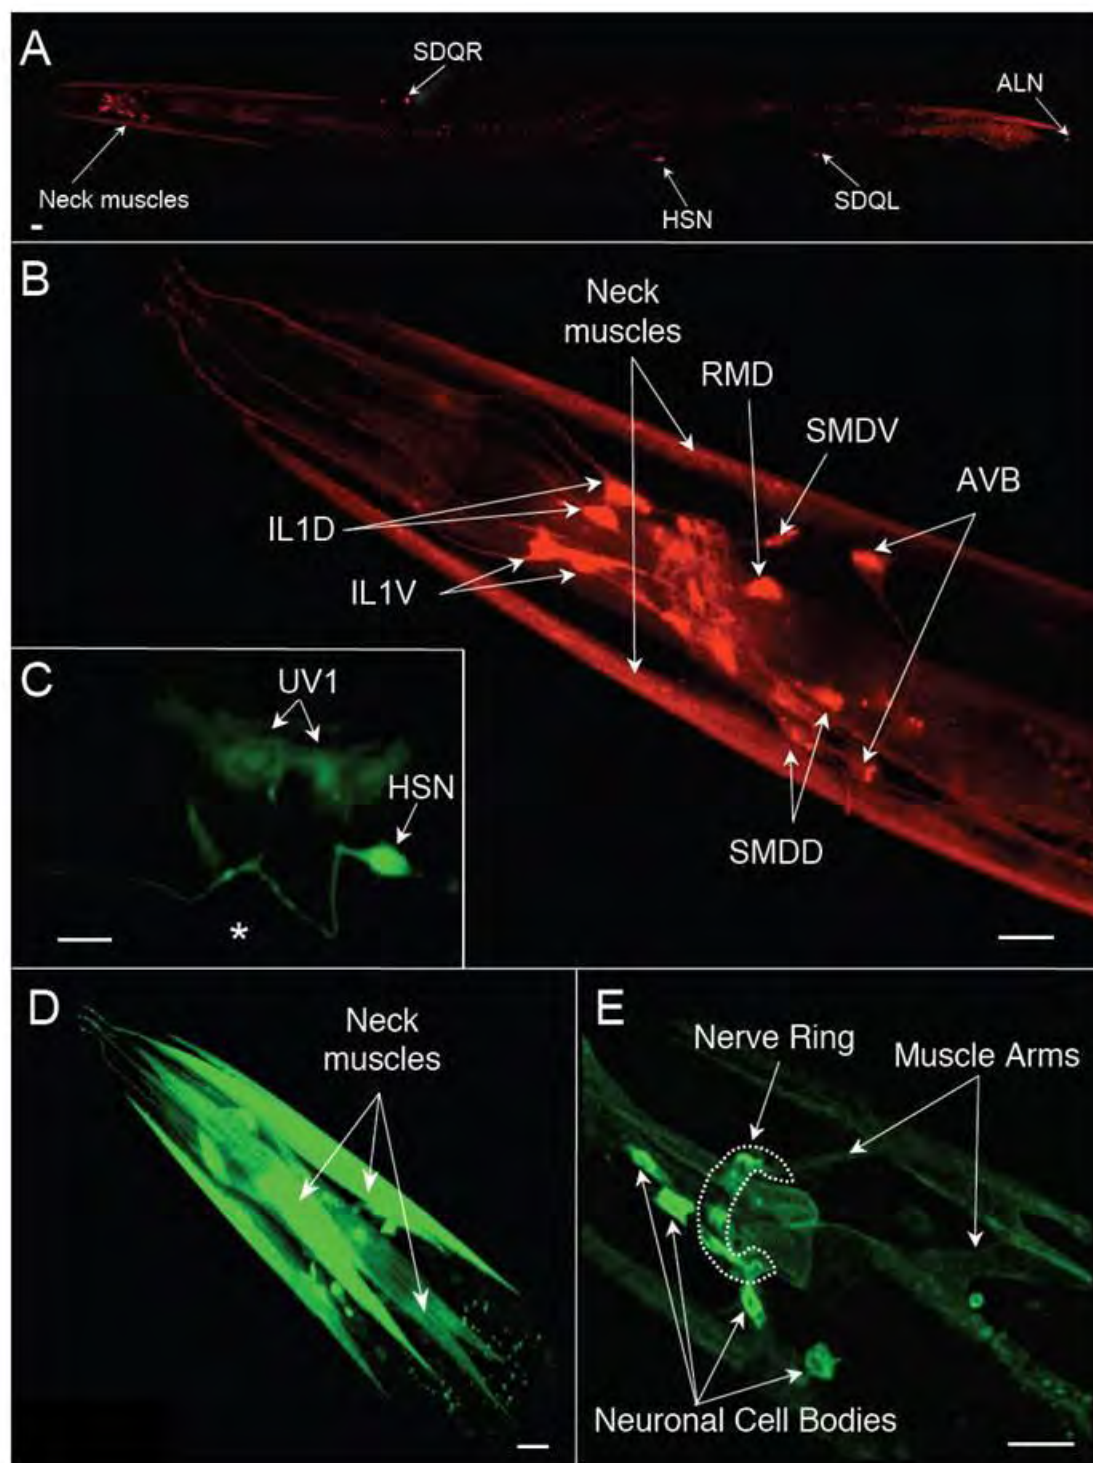 A
SDQR
ALN
Neck muscles
HSN
SDQL
B
Neck
muscles
RMD
SMDV
AVB
IL1D
IL1V
SMDD
C
UV1
HSN
*
D
Neck
muscles
E
Nerve Ring
Muscle Arms
Neuronal Cell Bodies